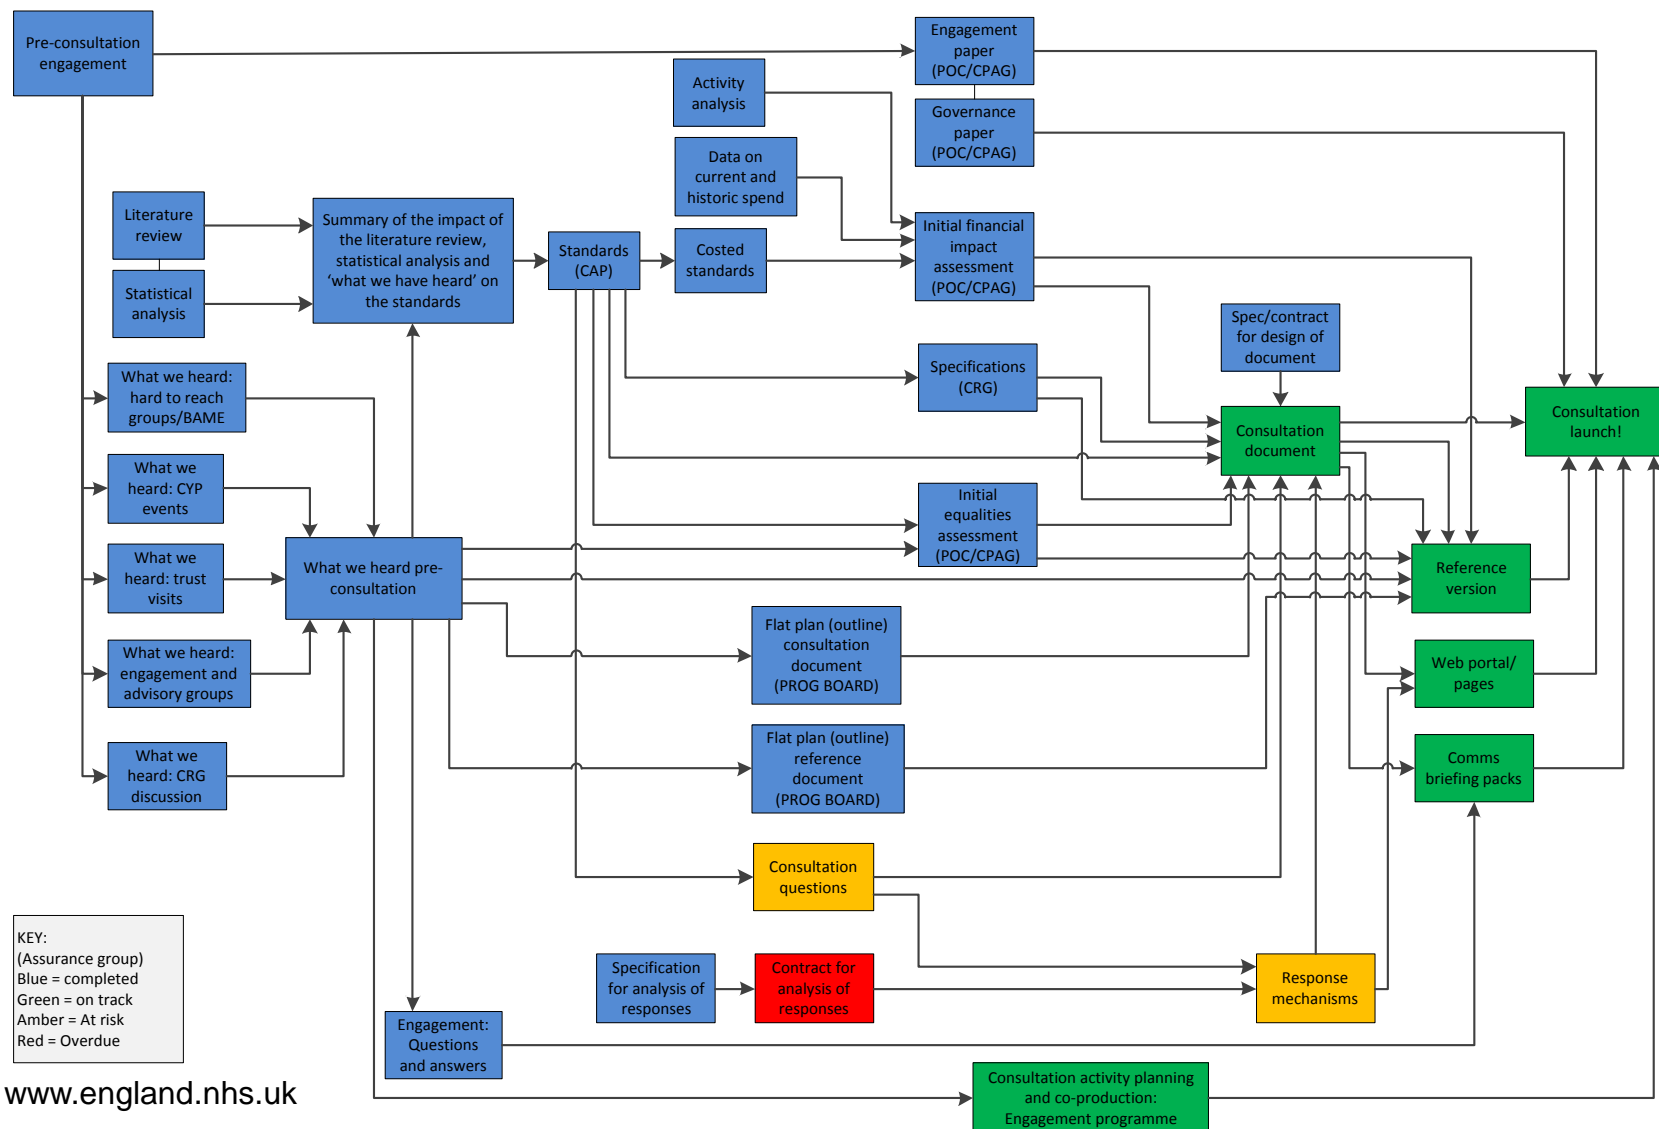 Pre-consultation
engagement
Engagement
paper
(POC/CPAG)
Activity
analysis
Governance
paper
(POC/CPAG)
Data on
current and
historic spend
Literature
review
Summary of the impact of
the literature review,
statistical analysis and
‘what we have heard’ on
the standards
Standards
(CAP)
Costed
standards
Initial financial
impact
assessment
(POC/CPAG)
Statistical
analysis
Spec/contract
for design of
document
What we heard:
hard to reach
groups/BAME
Specifications
(CRG)
Consultation
document
Consultation
launch!
What we
heard: CYP
events
Initial
equalities
assessment
(POC/CPAG)
What we
heard: trust
visits
What we heard pre-
consultation
Reference
version
What we heard:
engagement and
advisory groups
Flat plan (outline)
consultation
document
(PROG BOARD)
Web portal/
pages
What we
heard: CRG
discussion
Flat plan (outline)
reference
document
(PROG BOARD)
Comms
briefing packs
Consultation
questions
KEY:
(Assurance group)
Blue = completed
Green = on track
Amber = At risk
Red = Overdue
Specification
for analysis of
responses
Contract for
analysis of
responses
Response
mechanisms
Engagement:
Questions
and answers
Consultation activity planning
and co-production:
Engagement programme
www.england.nhs.uk